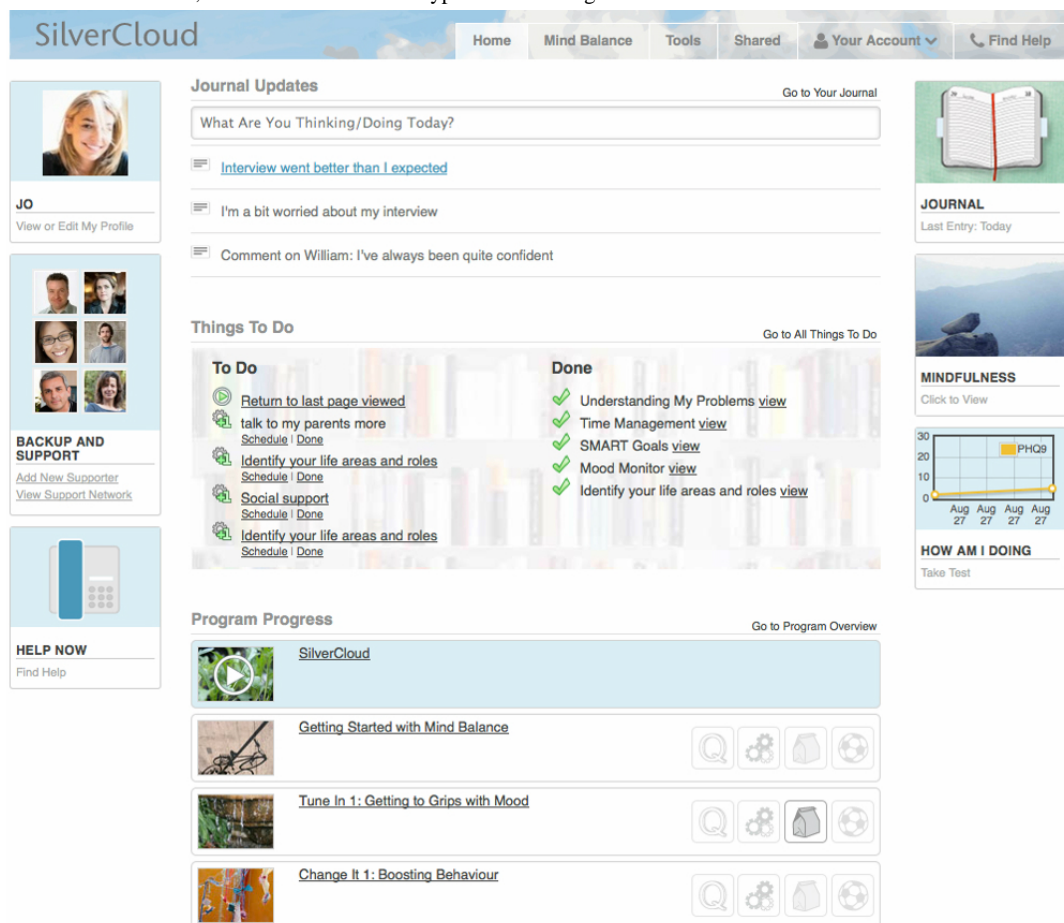 SilverCloud
Home
Mind Balance
Tools
Shared
Your Account
Find Help
JO
View or Edit My Profile
BACKUP AND
SUPPORT
Add New Supporter
View Support Network
HELP NOW
Find Help
Journal Updates
Go to Your Journal
What Are You Thinking/Doing Today?
Interview went better than I expected
I'm a bit worried about my interview
Comment on William: I've always been quite confident
Things To Do
Go to All Things To Do
To Do
Return to last page viewed
talk to my parents more
Schedule | Done
Identify your life areas and roles
Schedule | Done
Social support
Schedule | Done
Identify your life areas and roles
Schedule | Done
Done
Understanding My Problems view
Time Management view
SMART Goals view
Mood Monitor view
Identify your life areas and roles view
Program Progress
Go to Program Overview
SilverCloud
Getting Started with Mind Balance
Q
Tune In 1: Getting to Grips with Mood
Q
Change It 1: Boosting Behaviour
Q
JOURNAL
Last Entry: Today
MINDFULNESS
Click to View
30
20
10
0
PHQ9
Aug Aug Aug Aug
27 27 27 27
HOW AM I DOING
Take Test